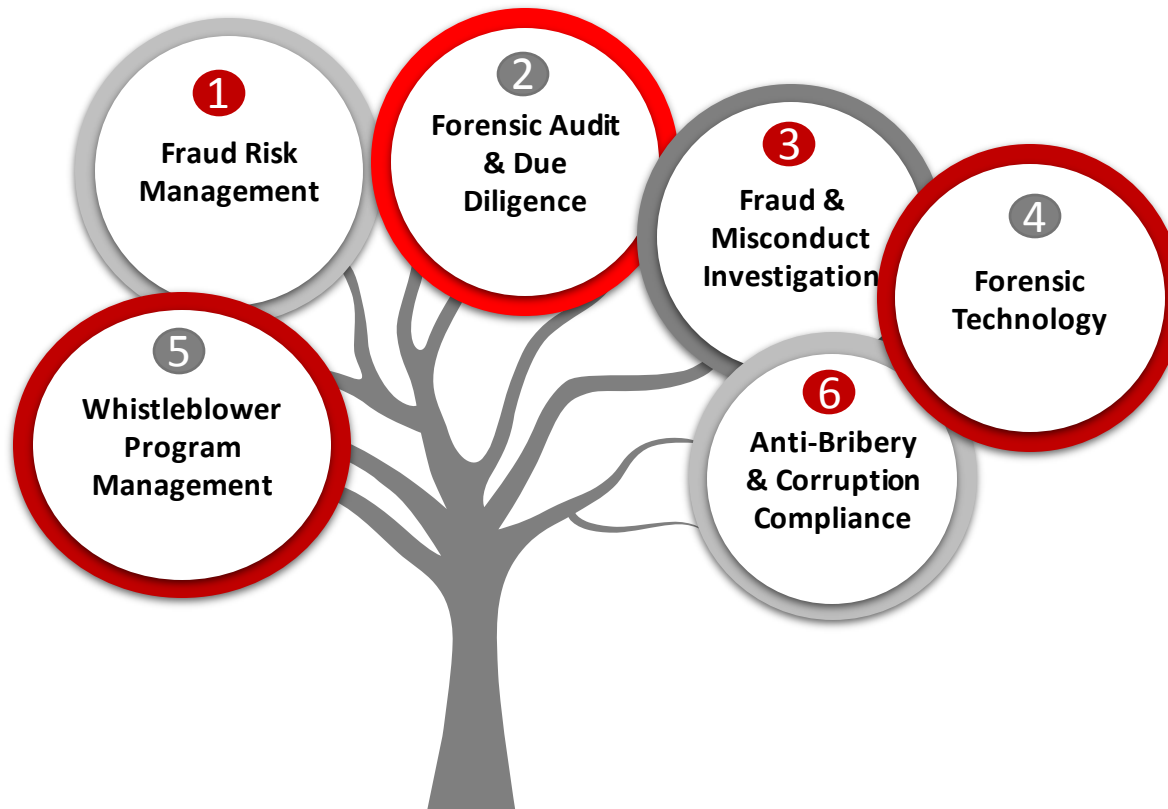 1
Fraud Risk
Management
2
Forensic Audit
& Due
Diligence
3
Fraud &
Misconduct
Investigation
4
Forensic
Technology
5
Whistleblower
Program
Management
6
Anti-Bribery
& Corruption
Compliance